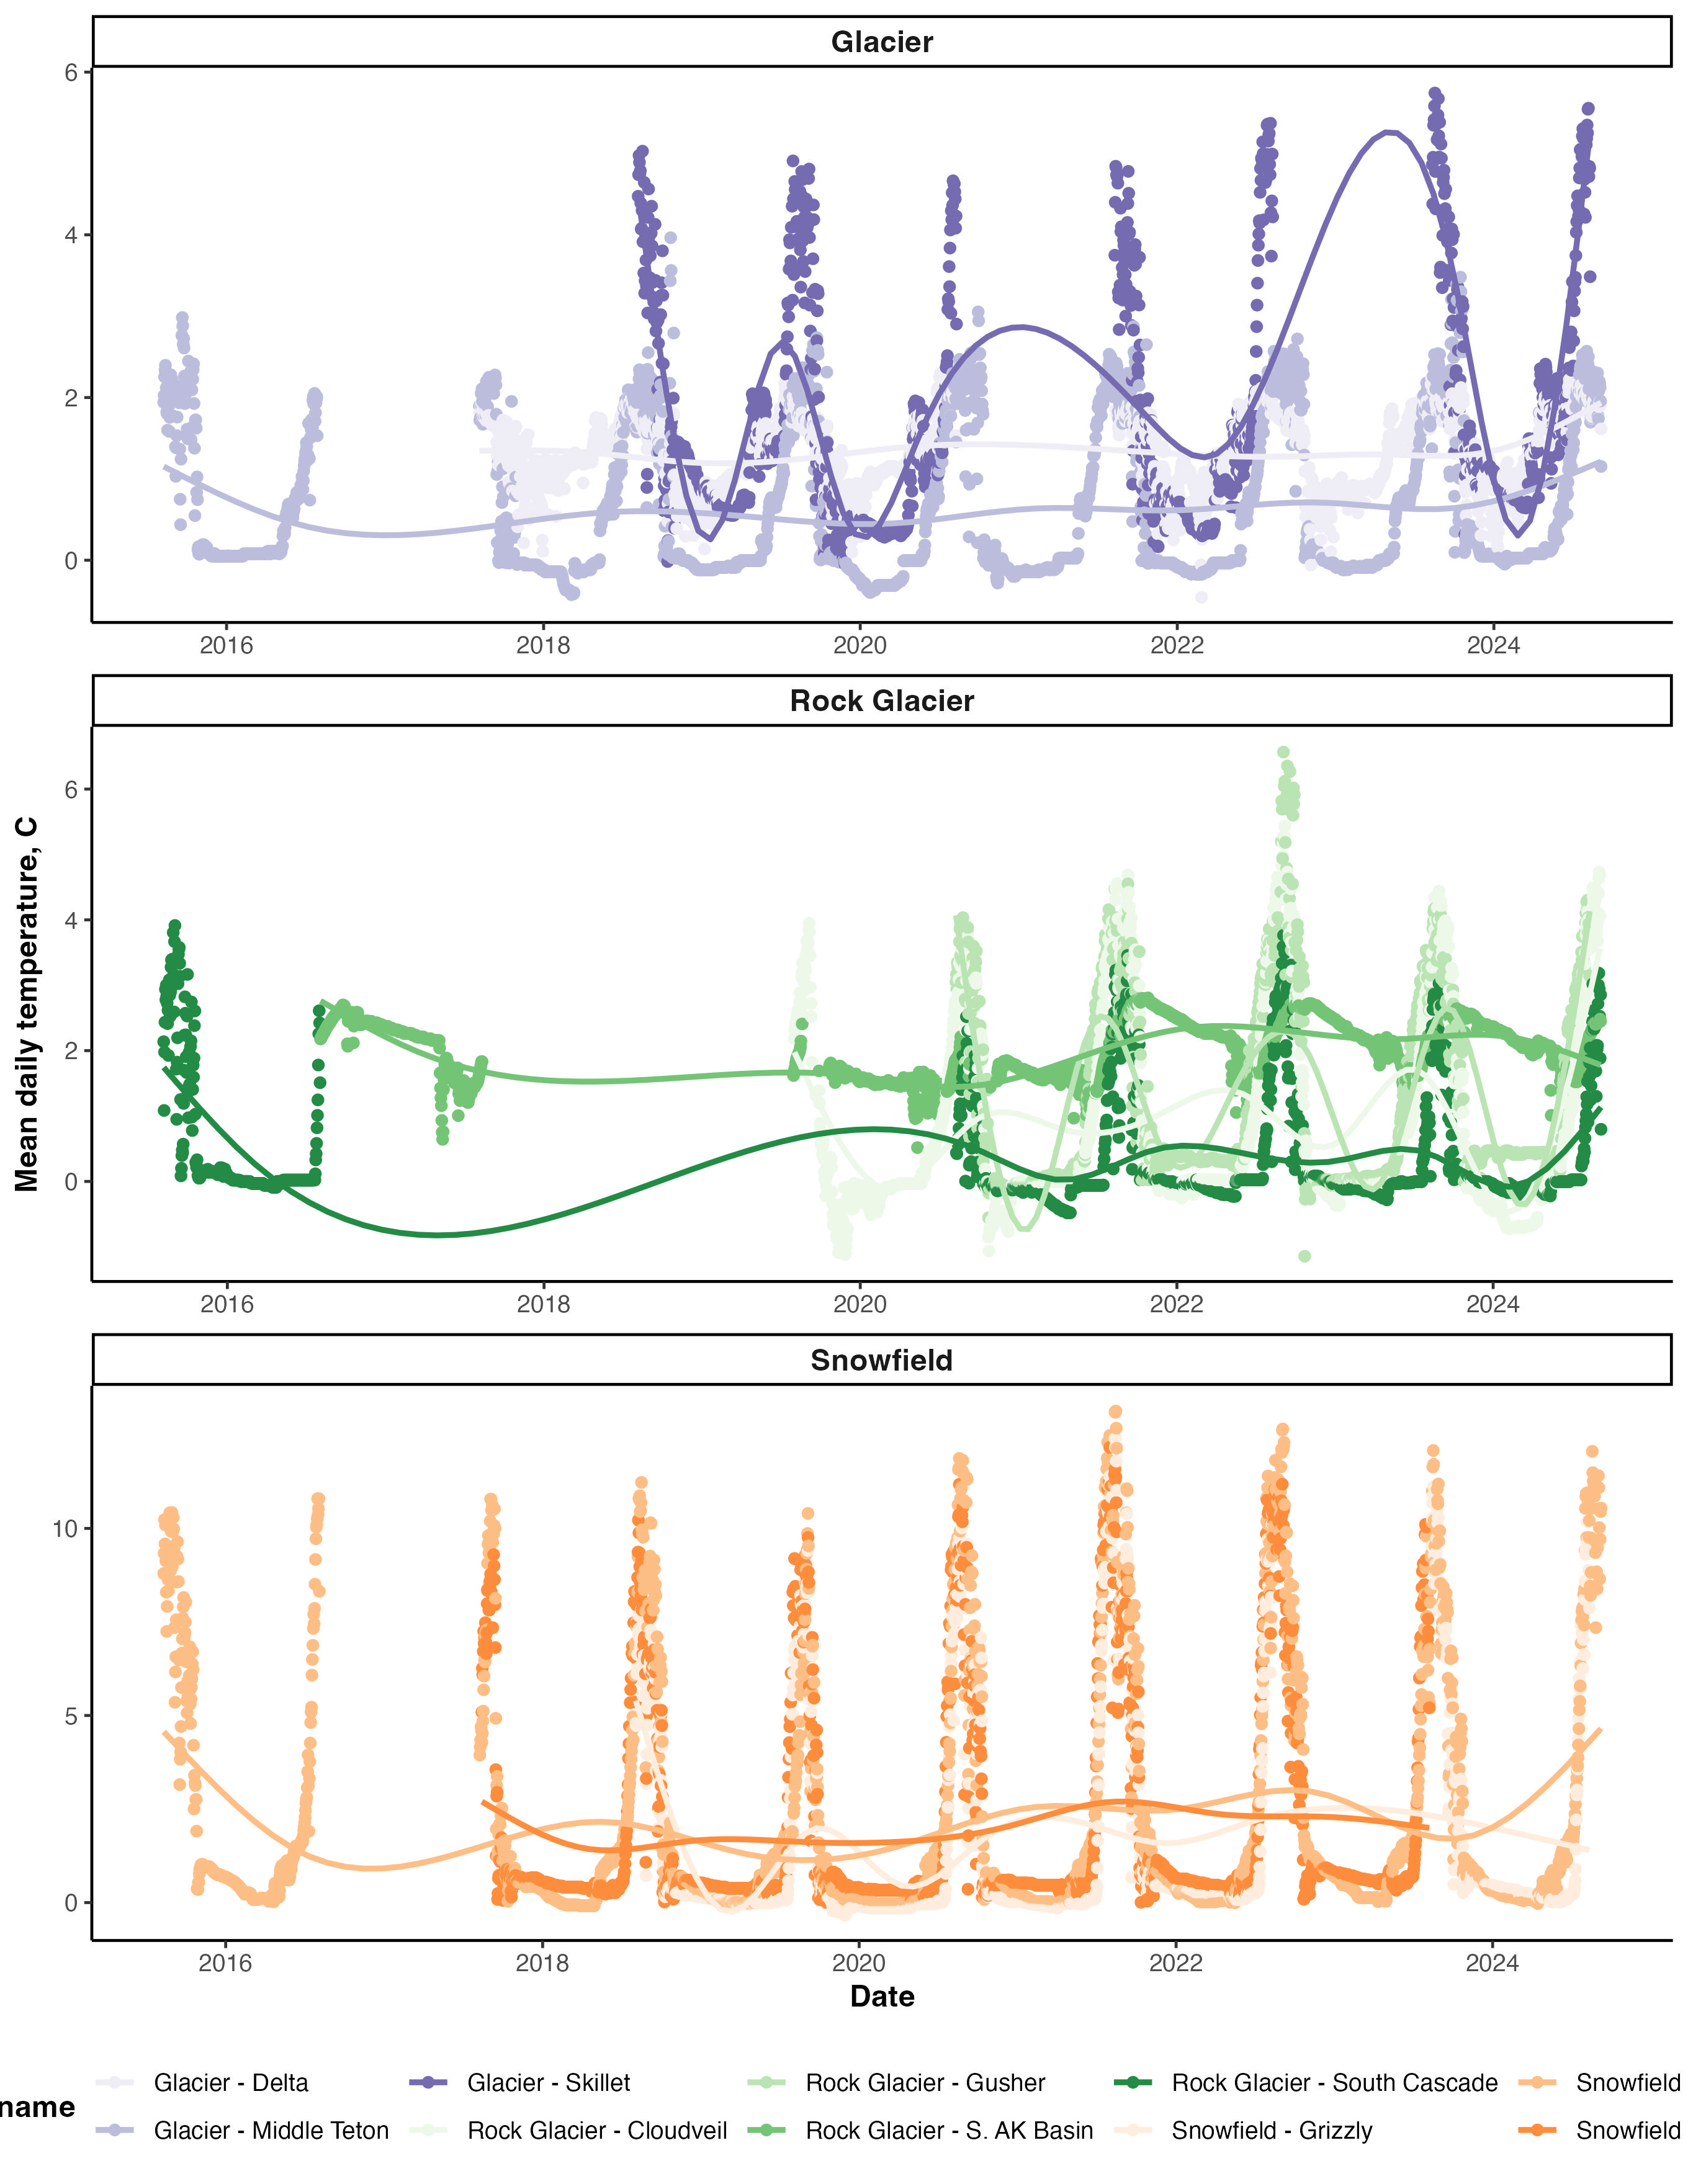 Glacier
6
4
2
0
2016 2018 2020 2022 2024
Rock Glacier
Mean daily temperature, C
6
4
2
0
2016 2018 2020 2022 2024
Snowfield
10
5
0
2016 2018 2020 2022 2024
Date
name
Glacier - Delta Glacier - Skillet Rock Glacier - Gusher Rock Glacier - South Cascade Snowfield
Glacier - Middle Teton Rock Glacier - Cloudveil Rock Glacier - S. AK Basin Snowfield - Grizzly Snowfield